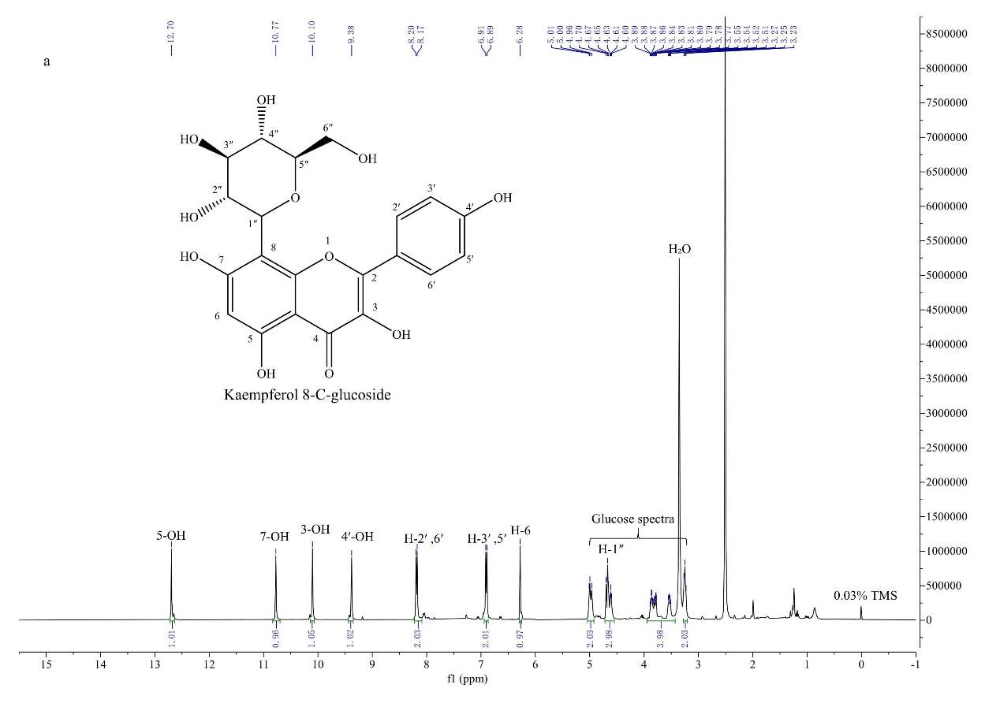 12.70 10.77 10.10 9.38 8.20 8.17 6.91 6.89 6.28 5.01 5.00 4.96 4.70 4.67 4.65 4.63 4.61 4.60 3.89 3.88 3.87 3.86 3.84 3.83 3.81 3.80 3.79 3.78 3.77 3.55 3.54 3.52 3.51 3.27 3.25 3.23
a
8500000
8000000
7500000
7000000
6500000
6000000
5500000
5000000
4500000
4000000
3500000
3000000
2500000
2000000
1500000
1000000
500000
0
OH
HO 3″ 4″ 6″
OH
5″
2″ O
HO 1″
3′ OH
2′ 4′
HO 7 8 O 1
5′
2 6′
6 3
5 4 OH
OH O
Kaempferol 8-C-glucoside
H₂O
Glucose spectra
5-OH 7-OH 3-OH 4′-OH H-2′ ,6′ H-3′ ,5′ H-6 H-1″
0.03% TMS
1.01 0.96 1.05 1.02 2.03 2.01 0.97 2.03 2.98 3.98 2.03
15 14 13 12 11 10 9 8 7 6 5 4 3 2 1 0 -1
f1 (ppm)